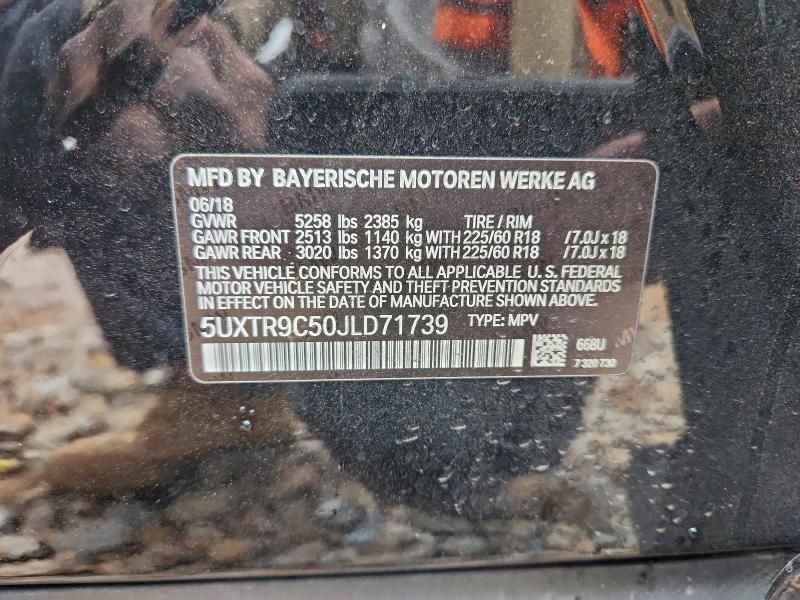 MFD BY BAYERISCHE MOTOREN WERKE AG
06/18
GVWR 5258 lbs 2385 kg TIRE / RIM
GAWR FRONT 2513 lbs 1140 kg WITH 225/60 R18 / 7.0J x 18
GAWR REAR 3020 lbs 1370 kg WITH 225/60 R18 / 7.0J x 18
THIS VEHICLE CONFORMS TO ALL APPLICABLE U.S. FEDERAL
MOTOR VEHICLE SAFETY AND THEFT PREVENTION STANDARDS
IN EFFECT ON THE DATE OF MANUFACTURE SHOWN ABOVE.
5UXTR9C50JLD71739 TYPE: MPV
668U
7 320 730